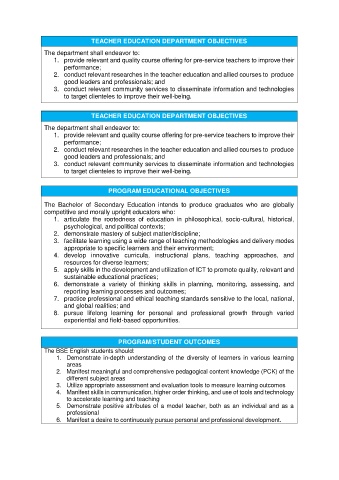 TEACHER EDUCATION DEPARTMENT OBJECTIVES
The department shall endeavor to:
1. provide relevant and quality course offering for pre-service teachers to improve their
performance;
2. conduct relevant researches in the teacher education and allied courses to produce
good leaders and professionals; and
3. conduct relevant community services to disseminate information and technologies
to target clienteles to improve their well-being.
TEACHER EDUCATION DEPARTMENT OBJECTIVES
The department shall endeavor to:
1. provide relevant and quality course offering for pre-service teachers to improve their
performance;
2. conduct relevant researches in the teacher education and allied courses to produce
good leaders and professionals; and
3. conduct relevant community services to disseminate information and technologies
to target clienteles to improve their well-being.
PROGRAM EDUCATIONAL OBJECTIVES
The Bachelor of Secondary Education intends to produce graduates who are globally
competitive and morally upright educators who:
1. articulate the rootedness of education in philosophical, socio-cultural, historical,
psychological, and political contexts;
2. demonstrate mastery of subject matter/discipline;
3. facilitate learning using a wide range of teaching methodologies and delivery modes
appropriate to specific learners and their environment;
4. develop innovative curricula, instructional plans, teaching approaches, and
resources for diverse learners;
5. apply skills in the development and utilization of ICT to promote quality, relevant and
sustainable educational practices;
6. demonstrate a variety of thinking skills in planning, monitoring, assessing, and
reporting learning processes and outcomes;
7. practice professional and ethical teaching standards sensitive to the local, national,
and global realities; and
8. pursue lifelong learning for personal and professional growth through varied
experiential and field-based opportunities.
PROGRAM/STUDENT OUTCOMES
The BSE English students should:
1. Demonstrate in-depth understanding of the diversity of learners in various learning
areas
2. Manifest meaningful and comprehensive pedagogical content knowledge (PCK) of the
different subject areas
3. Utilize appropriate assessment and evaluation tools to measure learning outcomes
4. Manifest skills in communication, higher order thinking, and use of tools and technology
to accelerate learning and teaching
5. Demonstrate positive attributes of a model teacher, both as an individual and as a
professional
6. Manifest a desire to continuously pursue personal and professional development.